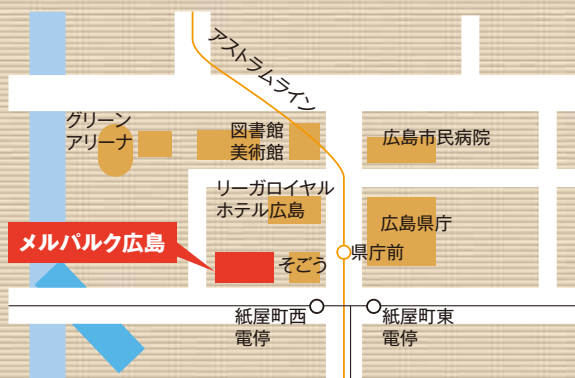 アストラムライン
グリーン
アリーナ
図書館
美術館
広島市民病院
リーガロイヤル
ホテル広島
広島県庁
メルパルク広島
そごう
県庁前
紙屋町西
電停
紙屋町東
電停